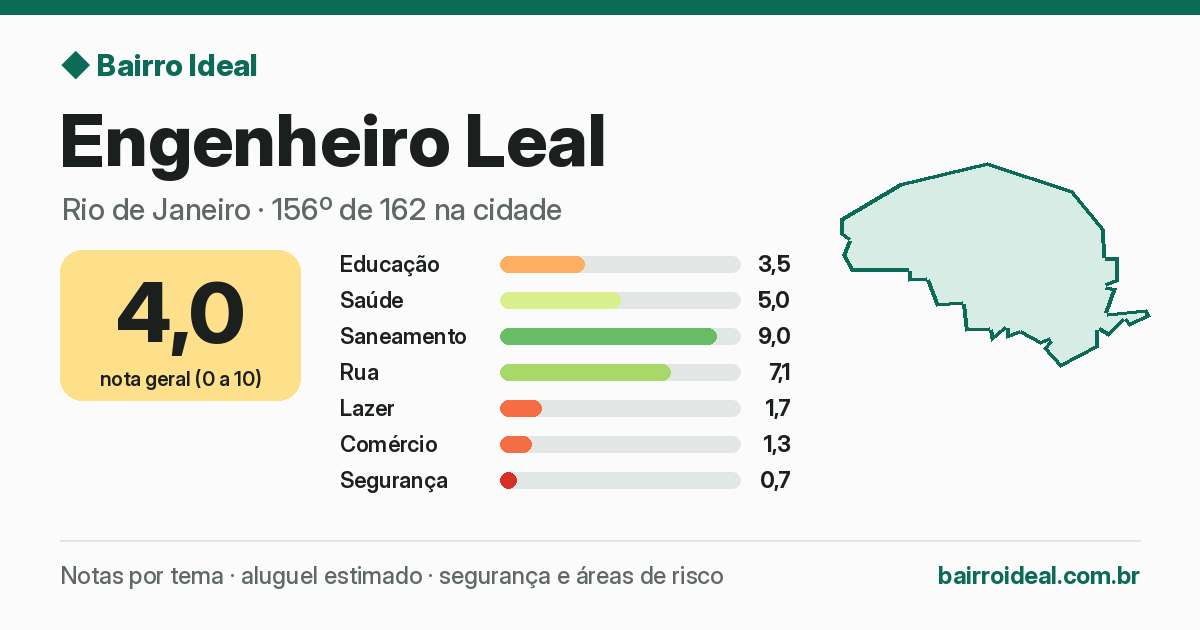 Bairro Ideal
Engenheiro Leal
Rio de Janeiro · 156º de 162 na cidade
4,0
nota geral (0 a 10)
Educação 3,5
Saúde 5,0
Saneamento 9,0
Rua 7,1
Lazer 1,7
Comércio 1,3
Segurança 0,7
Notas por tema · aluguel estimado · segurança e áreas de risco
bairroideal.com.br